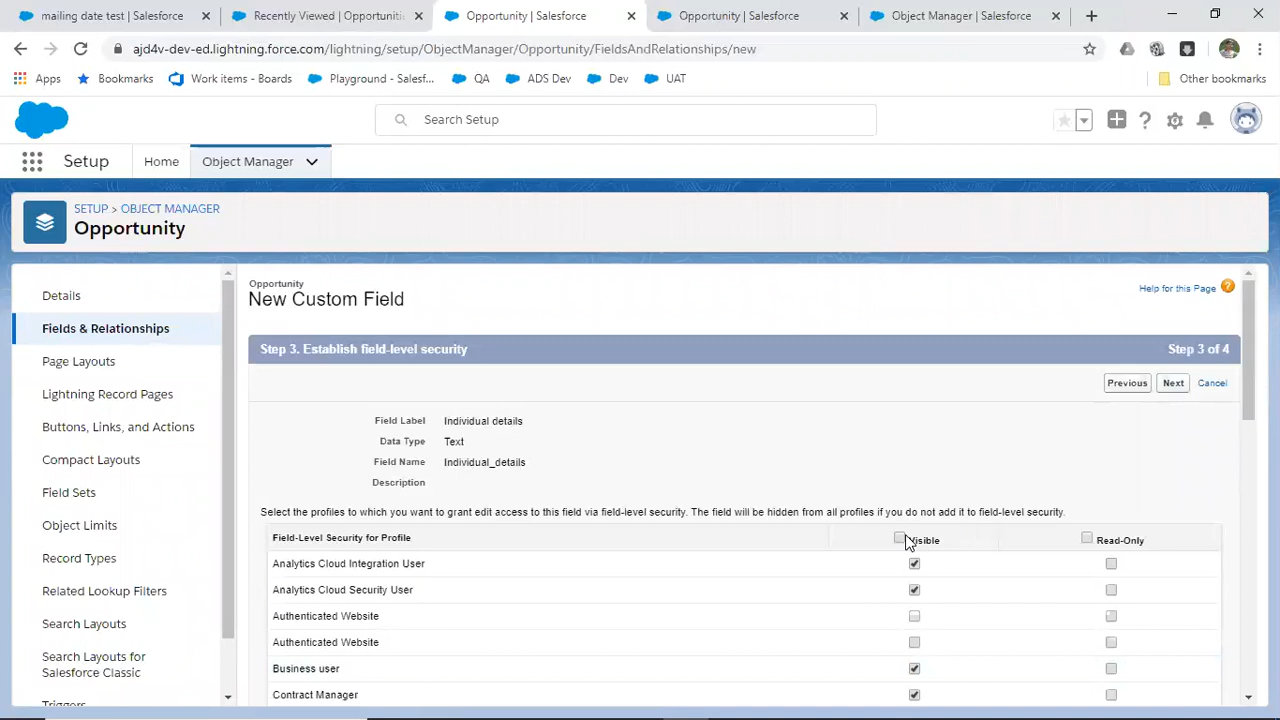 mailing date test | Salesforce
Recently Viewed | Opportuniti
Opportunity | Salesforce
Opportunity | Salesforce
Object Manager | Salesforce
ajd4v-dev-ed.lightning.force.com/lightning/setup/ObjectManager/Opportunity/FieldsAndRelationships/new
Apps
Bookmarks
Work items - Boards
Playground - Salesf...
QA
ADS Dev
Dev
UAT
Other bookmarks
Search Setup
Setup
Home
Object Manager
SETUP > OBJECT MANAGER
Opportunity
Details
Fields & Relationships
Page Layouts
Lightning Record Pages
Buttons, Links, and Actions
Compact Layouts
Field Sets
Object Limits
Record Types
Related Lookup Filters
Search Layouts
Search Layouts for
Salesforce Classic
Triggers
Opportunity
New Custom Field
Help for this Page
Step 3. Establish field-level security
Step 3 of 4
Previous
Next
Cancel
Field Label Individual details
Data Type Text
Field Name Individual_details
Description
Select the profiles to which you want to grant edit access to this field via field-level security. The field will be hidden from all profiles if you do not add it to field-level security.
Field-Level Security for Profile
Visible
Read-Only
Analytics Cloud Integration User
Analytics Cloud Security User
Authenticated Website
Authenticated Website
Business user
Contract Manager